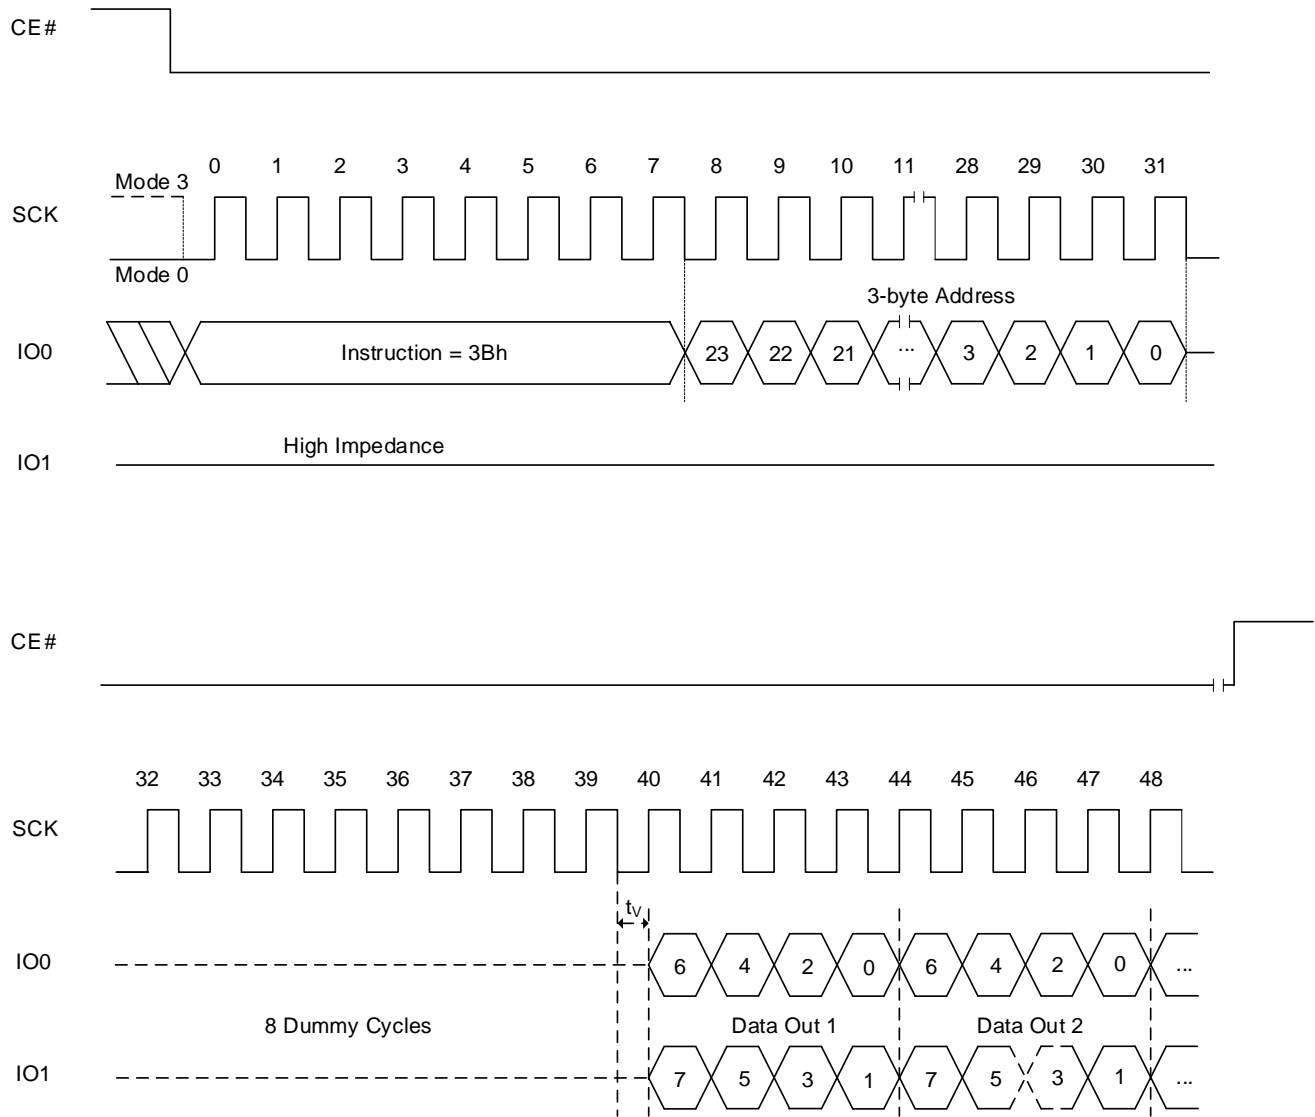 CE#
0 1 2 3 4 5 6 7 8 9 10 11 28 29 30 31
Mode 3
SCK
Mode 0
3-byte Address
IO0 Instruction = 3Bh 23 22 21 ... 3 2 1 0
High Impedance
IO1
CE#
32 33 34 35 36 37 38 39 40 41 42 43 44 45 46 47 48
SCK
tV
IO0 6 4 2 0 6 4 2 0 ...
8 Dummy Cycles Data Out 1 Data Out 2
IO1 7 5 3 1 7 5 3 1 ...